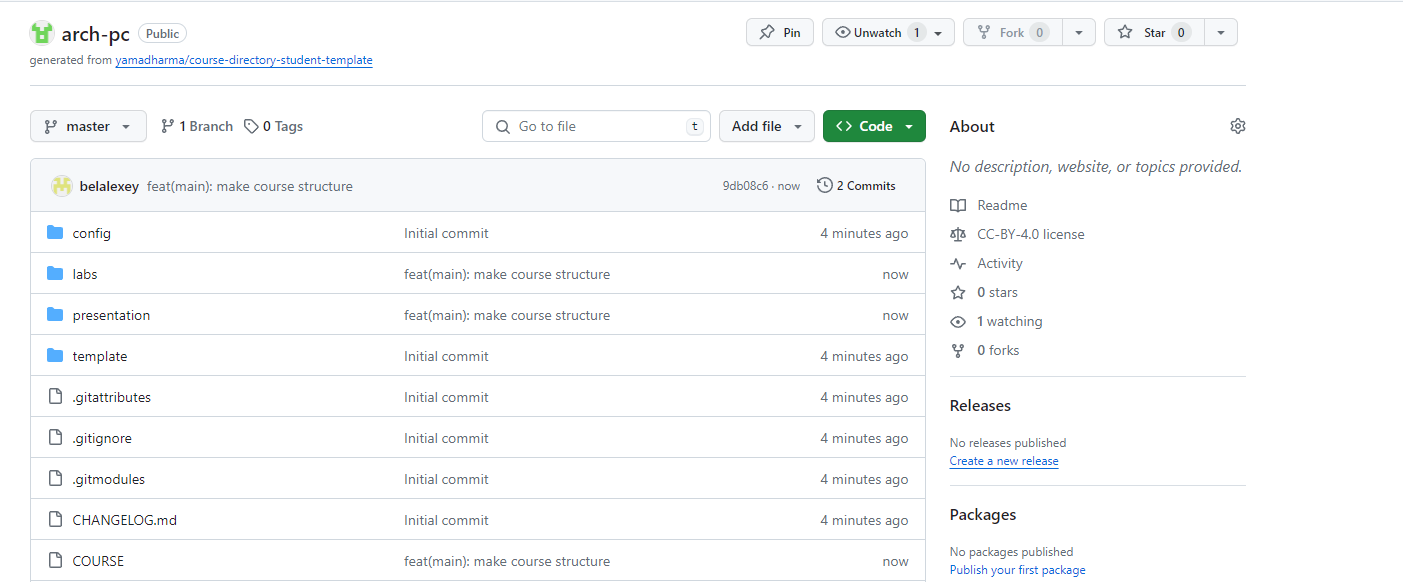 arch-pc Public Pin Unwatch 1 Fork 0 Star 0
generated from yamadharma/course-directory-student-template
master 1 Branch 0 Tags Go to file t Add file Code
belalexey feat(main): make course structure 9db08c6 · now 2 Commits
config Initial commit 4 minutes ago
labs feat(main): make course structure now
presentation feat(main): make course structure now
template Initial commit 4 minutes ago
.gitattributes Initial commit 4 minutes ago
.gitignore Initial commit 4 minutes ago
.gitmodules Initial commit 4 minutes ago
CHANGELOG.md Initial commit 4 minutes ago
COURSE feat(main): make course structure now
About
No description, website, or topics provided.
Readme
CC-BY-4.0 license
Activity
0 stars
1 watching
0 forks
Releases
No releases published
Create a new release
Packages
No packages published
Publish your first package